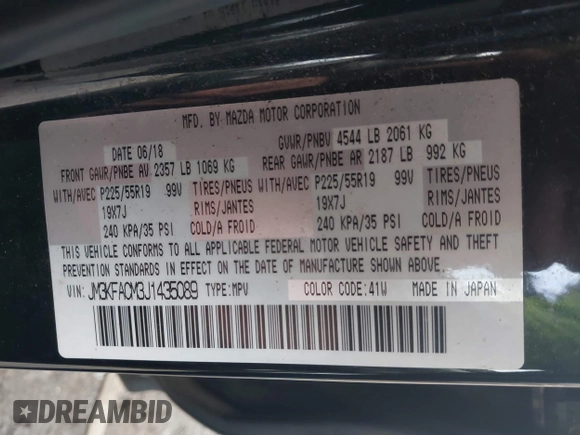 MFD. BY MAZDA MOTOR CORPORATION
DATE 06/18 GVWR/PNBV 4544 LB 2061 KG
FRONT GAWR/PNBE AV 2357 LB 1069 KG REAR GAWR/PNBE AR 2187 LB 992 KG
WITH/AVEC P225/55R19 99V TIRES/PNEUS WITH/AVEC P225/55R19 99V TIRES/PNEUS
19X7J RIMS/JANTES 19X7J RIMS/JANTES
240 KPA/35 PSI COLD/A FROID 240 KPA/35 PSI COLD/A FROID
THIS VEHICLE CONFORMS TO ALL APPLICABLE FEDERAL MOTOR VEHICLE SAFETY AND THEFT
PREVENTION STANDARDS IN EFFECT ON THE DATE OF MANUFACTURE SHOWN ABOVE.
VIN: JM3KFACM3J1435089 TYPE:MPV COLOR CODE:41W MADE IN JAPAN
DREAMBID